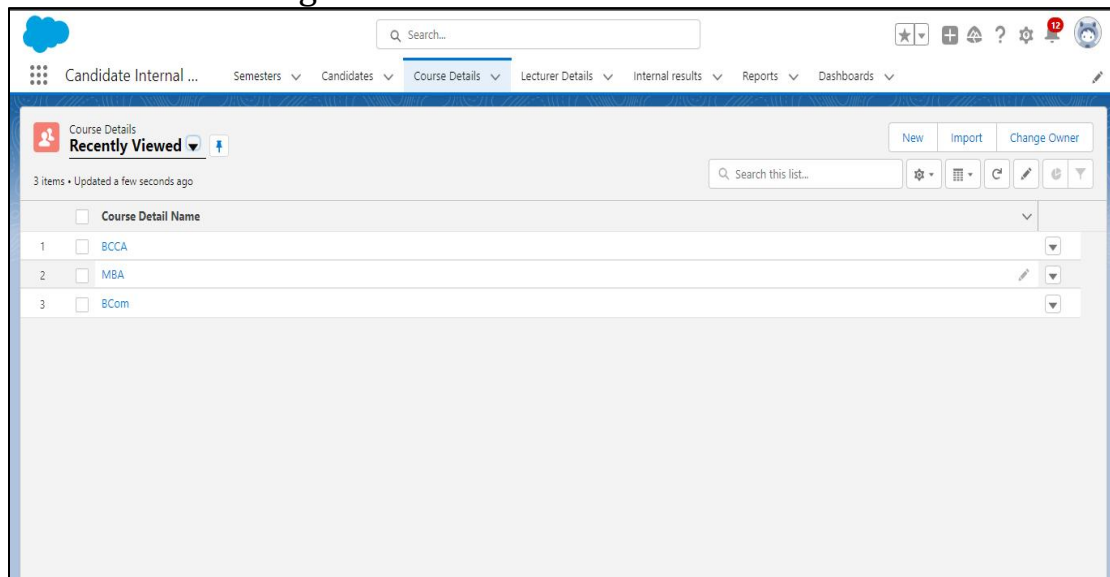 Search...
12
Candidate Internal ... Semesters Candidates Course Details Lecturer Details Internal results Reports Dashboards
Course Details
Recently Viewed
New Import Change Owner
3 items • Updated a few seconds ago
Search this list...
Course Detail Name
1 BCCA
2 MBA
3 BCom